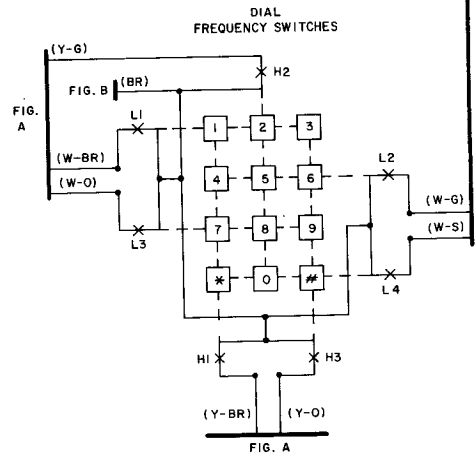 DIAL
FREQUENCY SWITCHES
(Y-G)
H2
FIG. B
(BR)
FIG.
A
L1
1 2 3
L2
(W-BR)
4 5 6
(W-O)
(W-G)
(W-S)
L3
7 8 9
* 0 #
L4
H1
H3
(Y-BR)
(Y-O)
FIG. A